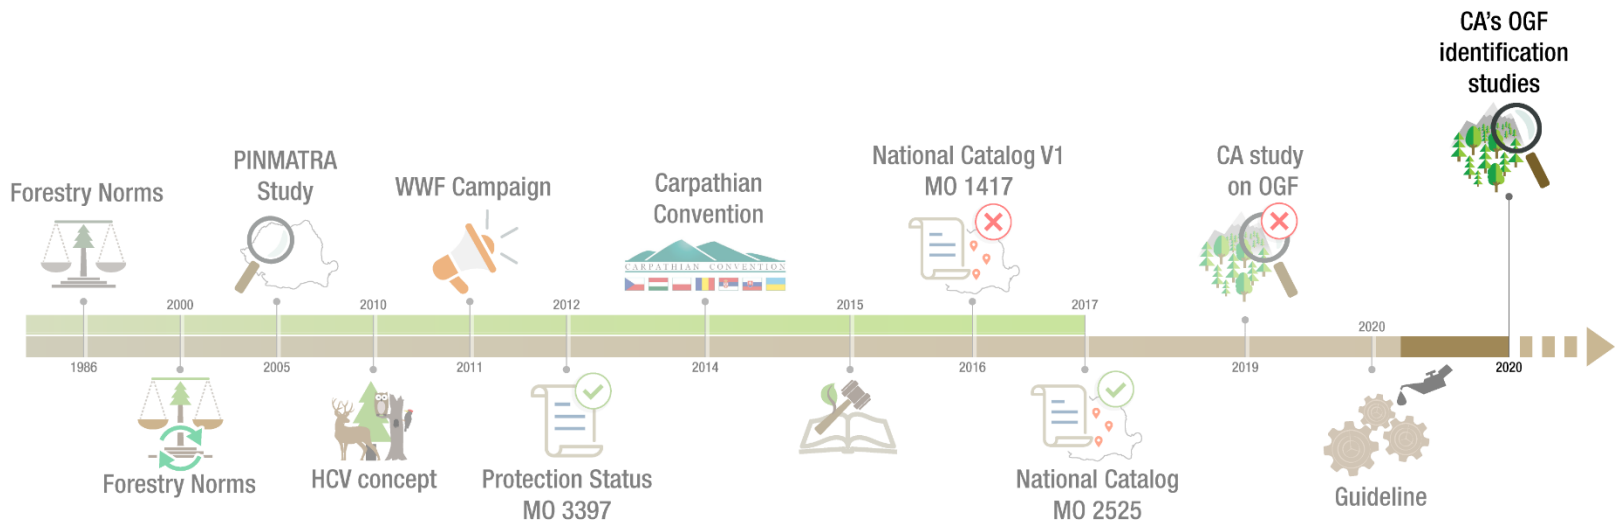 CA's OGF
identification
studies
PINMATRA
Study
National Catalog V1
MO 1417
CA study
on OGF
Forestry Norms
WWF Campaign
Carpathian
Convention
CARPATHIAN CONVENTION
2000
2010
2012
2015
2017
2020
1986
2005
2011
2014
2016
2019
2020
Forestry Norms
HCV concept
Protection Status
MO 3397
National Catalog
MO 2525
Guideline